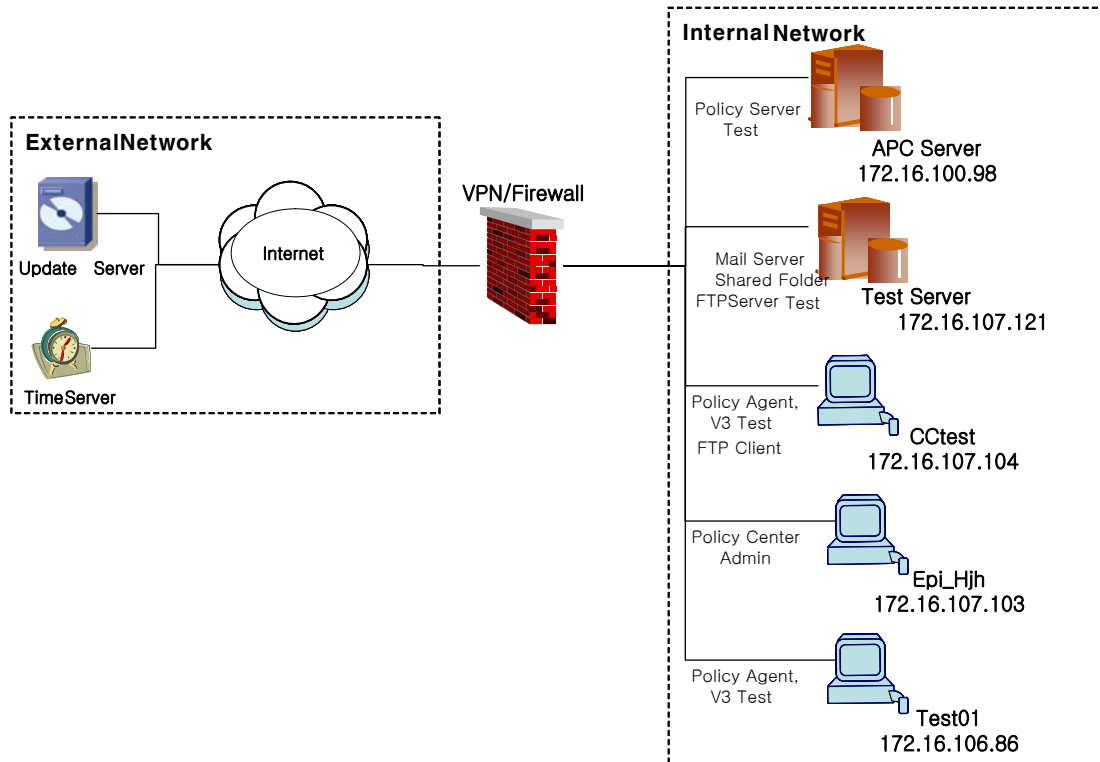 ExternalNetwork
Update Server
TimeServer
Internet
VPN/Firewall
Internal Network
Policy Server
Test
APC Server
172.16.100.98
Mail Server
Shared Folder
FTPServer Test
Test Server
172.16.107.121
Policy Agent,
V3 Test
FTP Client
CCtest
172.16.107.104
Policy Center
Admin
Epi_Hjh
172.16.107.103
Policy Agent,
V3 Test
Test01
172.16.106.86